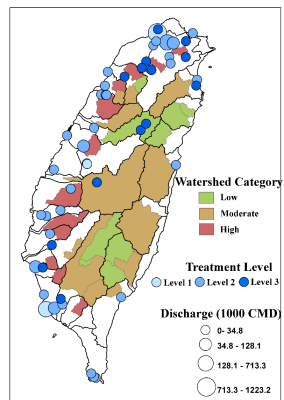 Watershed Category
Low
Moderate
High
Treatment Level
Level 1 Level 2 Level 3
Discharge (1000 CMD)
0- 34.8
34.8 - 128.1
128.1 - 713.3
713.3 - 1223.2